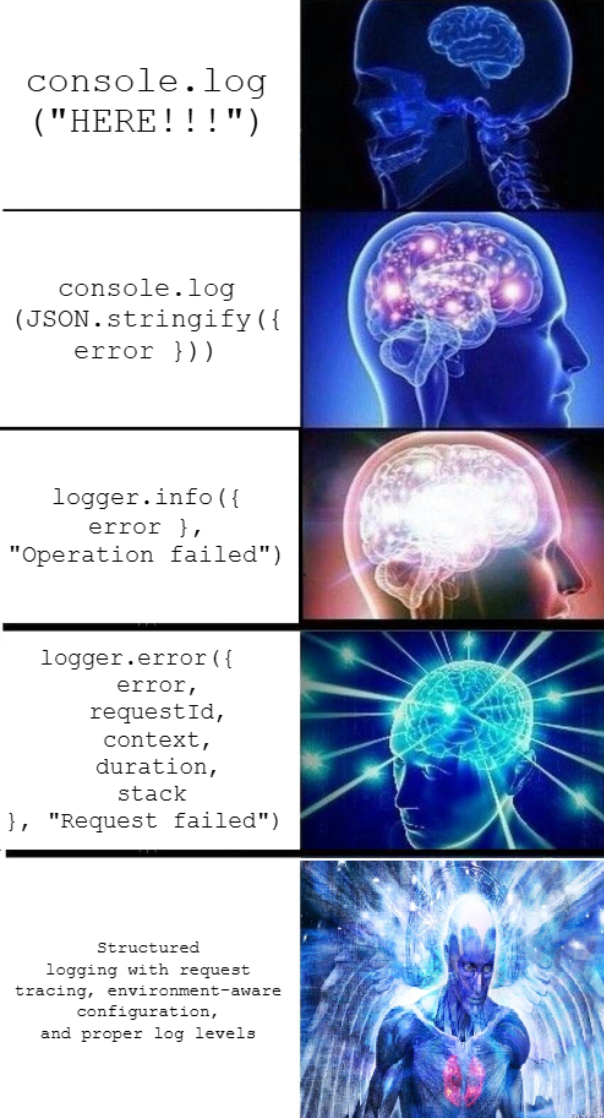 console.log
("HERE!!!")
console.log
(JSON.stringify({
error }))
logger.info({
error },
"Operation failed")
logger.error({
error,
requestId,
context,
duration,
stack
}, "Request failed")
Structured
logging with request
tracing, environment-aware
configuration,
and proper log levels